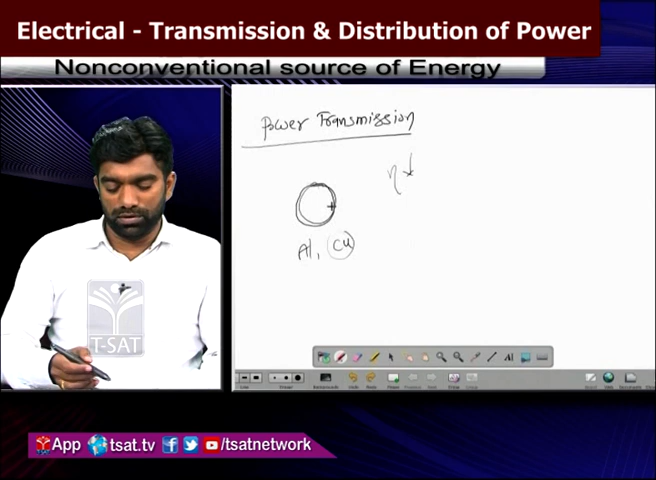 Electrical - Transmission & Distribution of Power
Nonconventional source of Energy
Power Transmission
η↓
Al, Cu
T-SAT
App tsat.tv /tsatnetwork